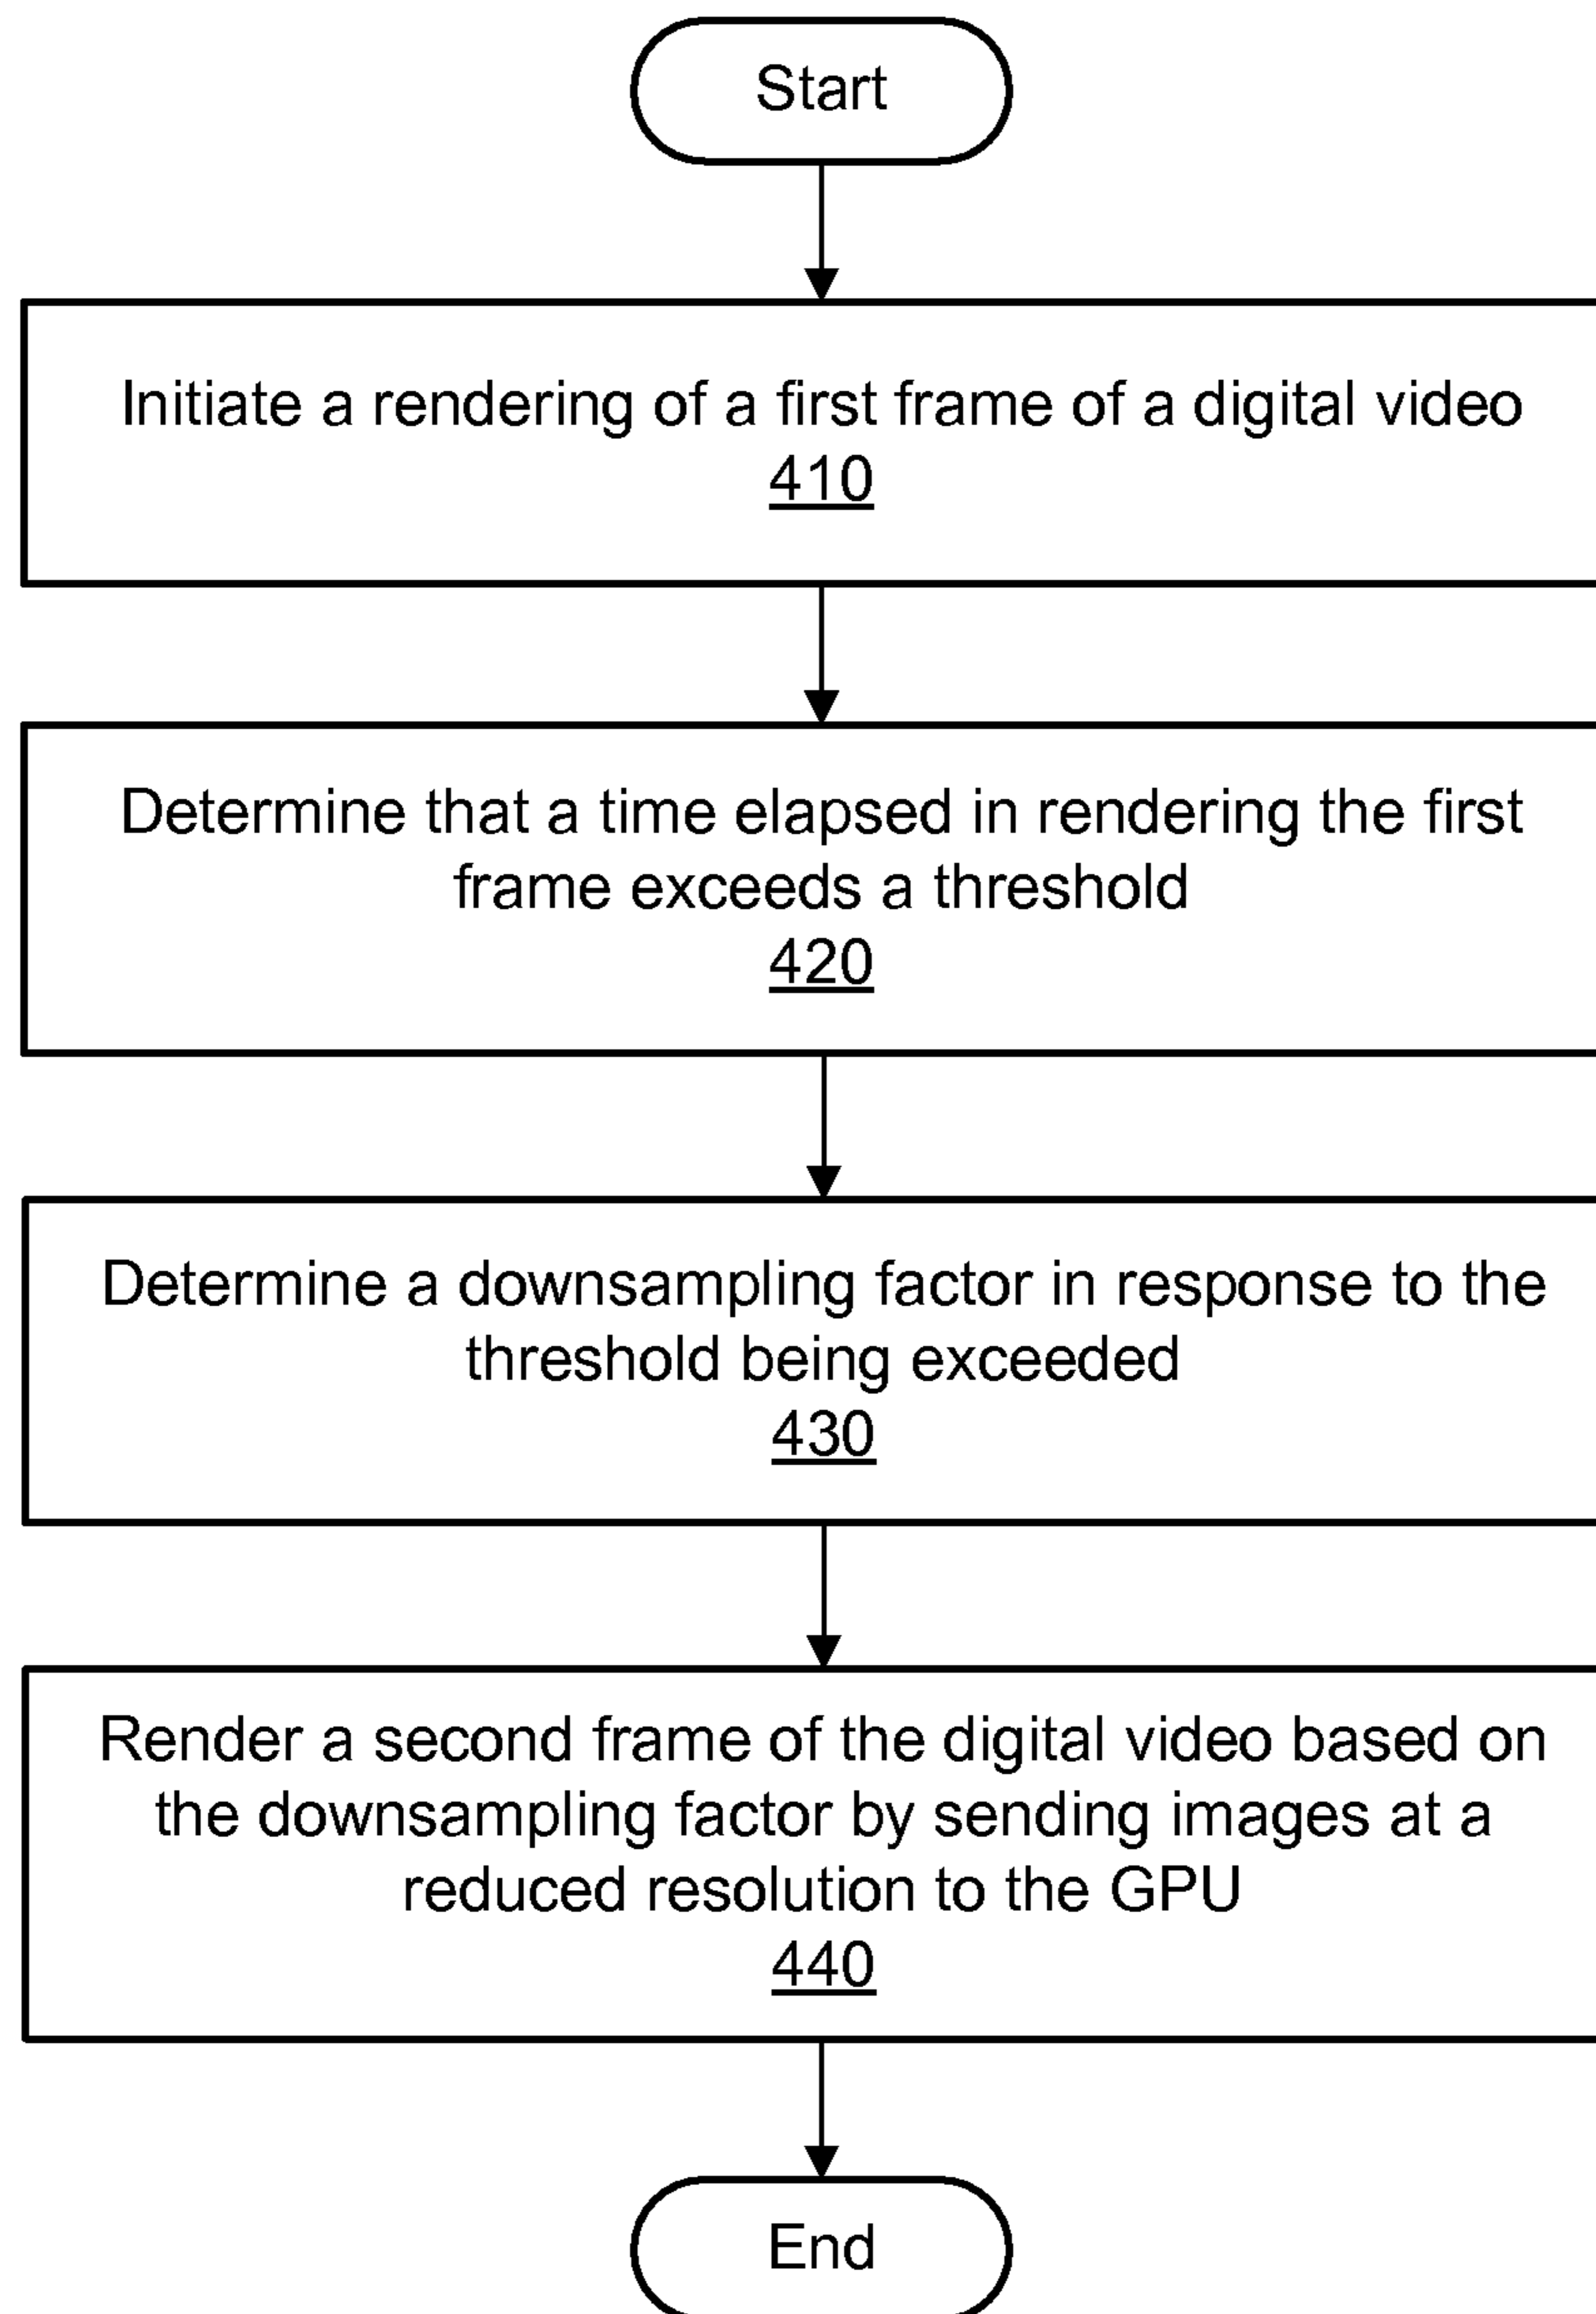 Start
Initiate a rendering of a first frame of a digital video
410
Determine that a time elapsed in rendering the first
frame exceeds a threshold
420
Determine a downsampling factor in response to the
threshold being exceeded
430
Render a second frame of the digital video based on
the downsampling factor by sending images at a
reduced resolution to the GPU
440
End